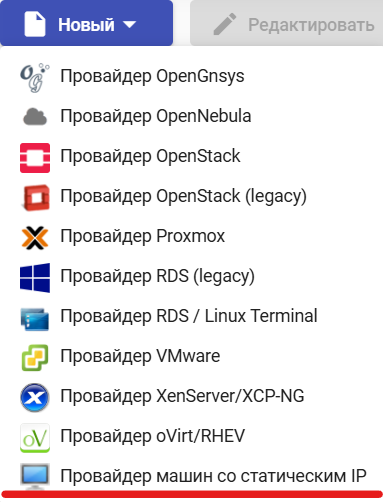 Новый
Редактировать
Провайдер OpenGnsys
Провайдер OpenNebula
Провайдер OpenStack
Провайдер OpenStack (legacy)
Провайдер Proxmox
Провайдер RDS (legacy)
Провайдер RDS / Linux Terminal
Провайдер VMware
Провайдер XenServer/XCP-NG
oV Провайдер oVirt/RHEV
Провайдер машин со статическим IP